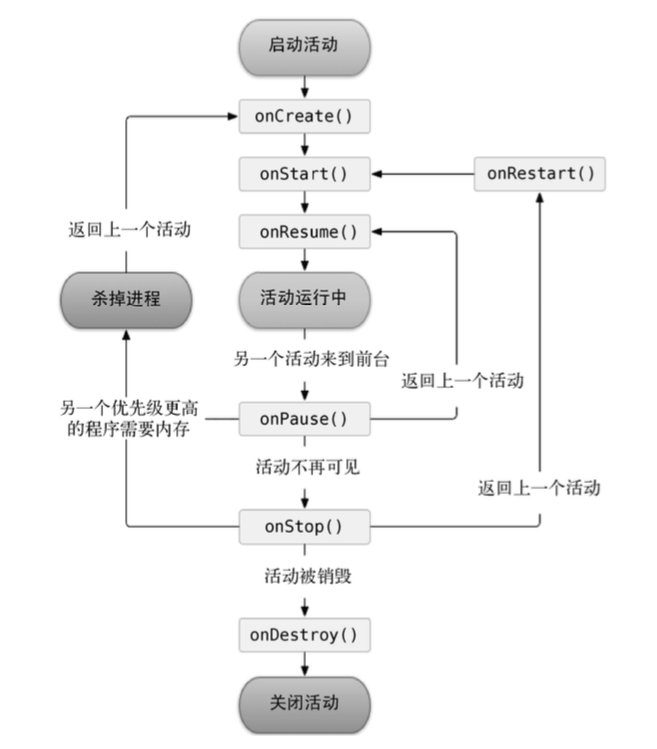 启动活动
onCreate()
onStart()
onRestart()
返回上一个活动
onResume()
杀掉进程
活动运行中
另一个活动来到前台
返回上一个活动
另一个优先级更高
的程序需要内存
onPause()
活动不再可见
返回上一个活动
onStop()
活动被销毁
onDestroy()
关闭活动